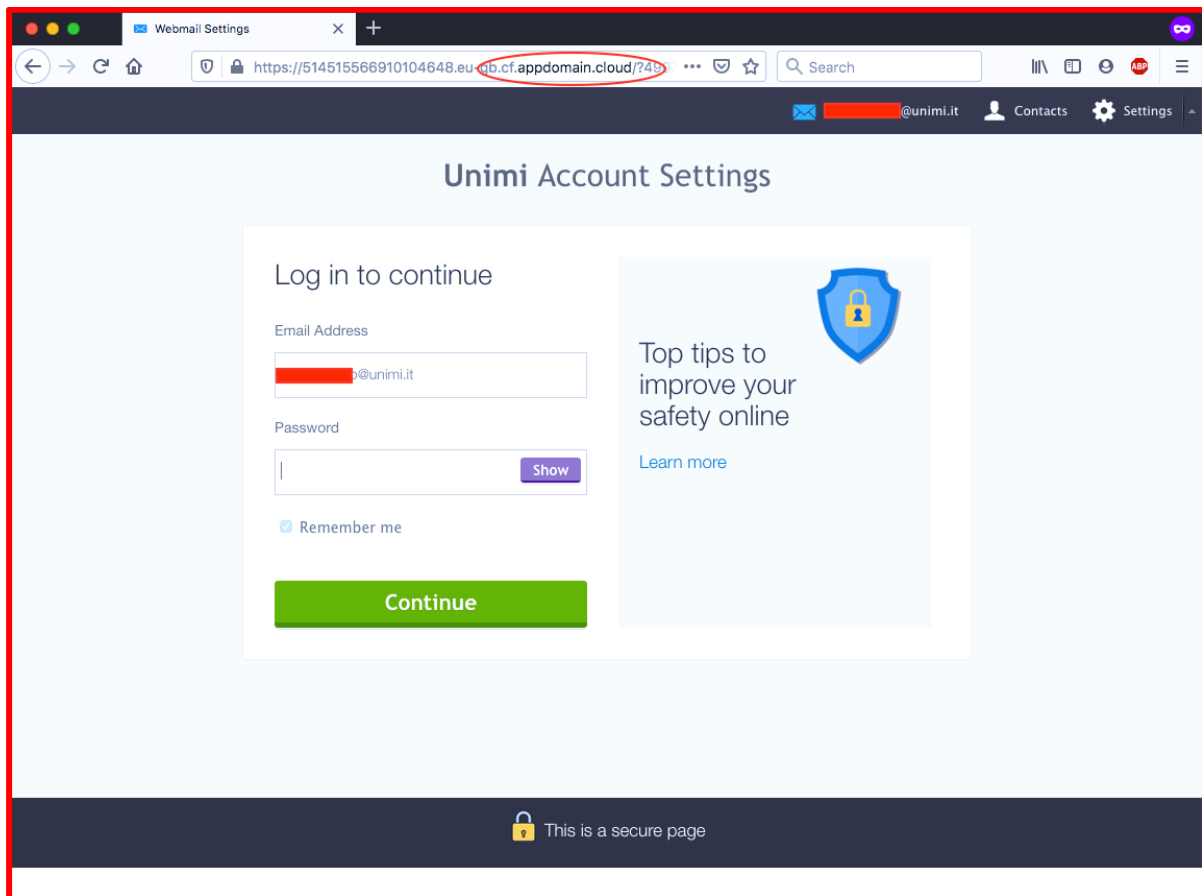 Webmail Settings
https://514515566910104648.eu-gb.cf.appdomain.cloud/?49
Search
ABP
@unimi.it
Contacts
Settings
Unimi Account Settings
Log in to continue
Email Address
@unimi.it
Password
Show
Remember me
Continue
Top tips to
improve your
safety online
Learn more
This is a secure page